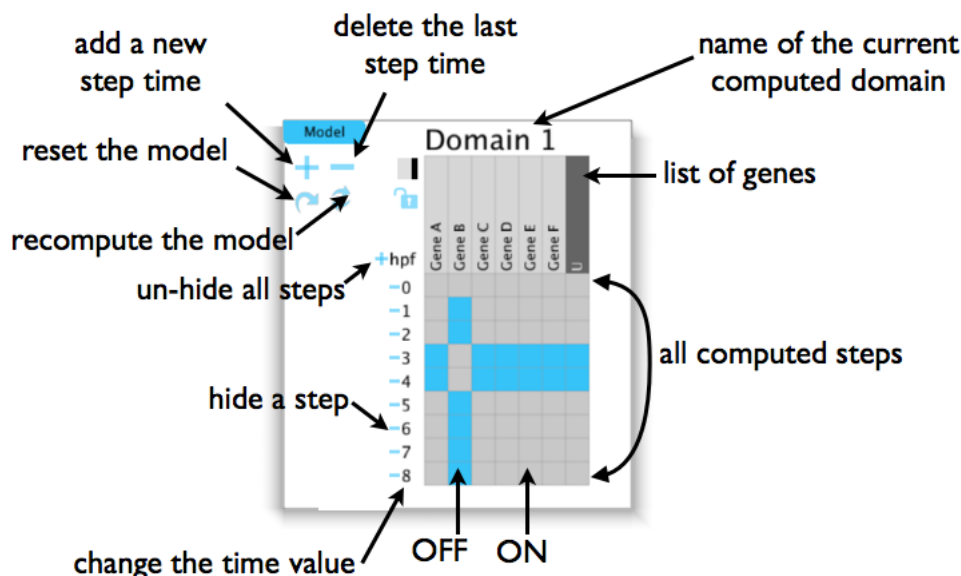 add a new
step time
delete the last
step time
name of the current
computed domain
Model
Domain 1
reset the model
list of genes
recompute the model
Gene A
Gene B
Gene C
Gene D
Gene E
Gene F
U
+hpf
un-hide all steps
-0
-1
-2
-3
all computed steps
-4
hide a step
-5
-6
-7
-8
change the time value
OFF
ON